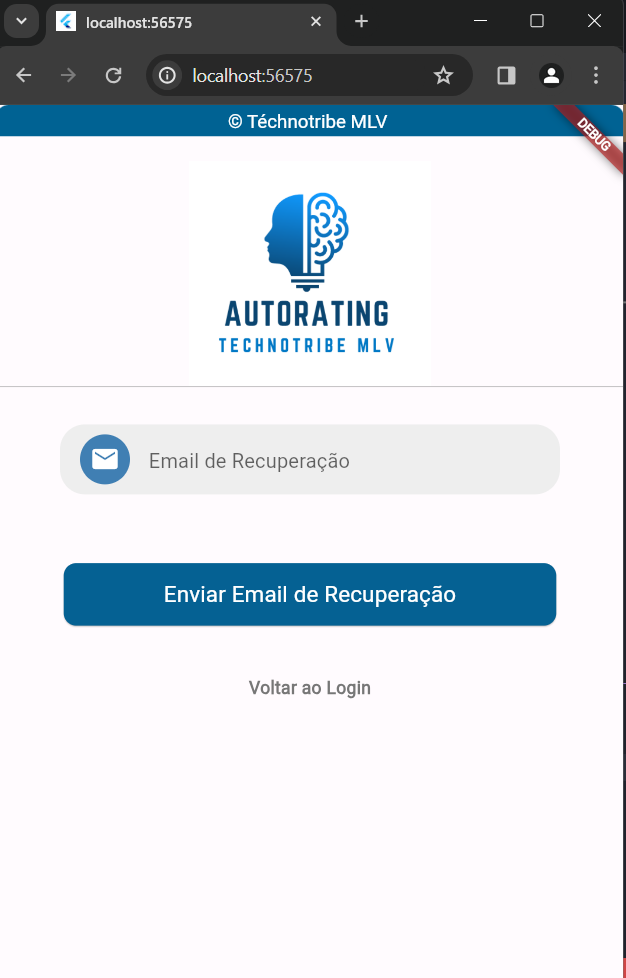 localhost:56575
localhost:56575
© Téchnotribe MLV
DEBUG
AUTORATING
TECHNOTRIBE MLV
Email de Recuperação
Enviar Email de Recuperação
Voltar ao Login